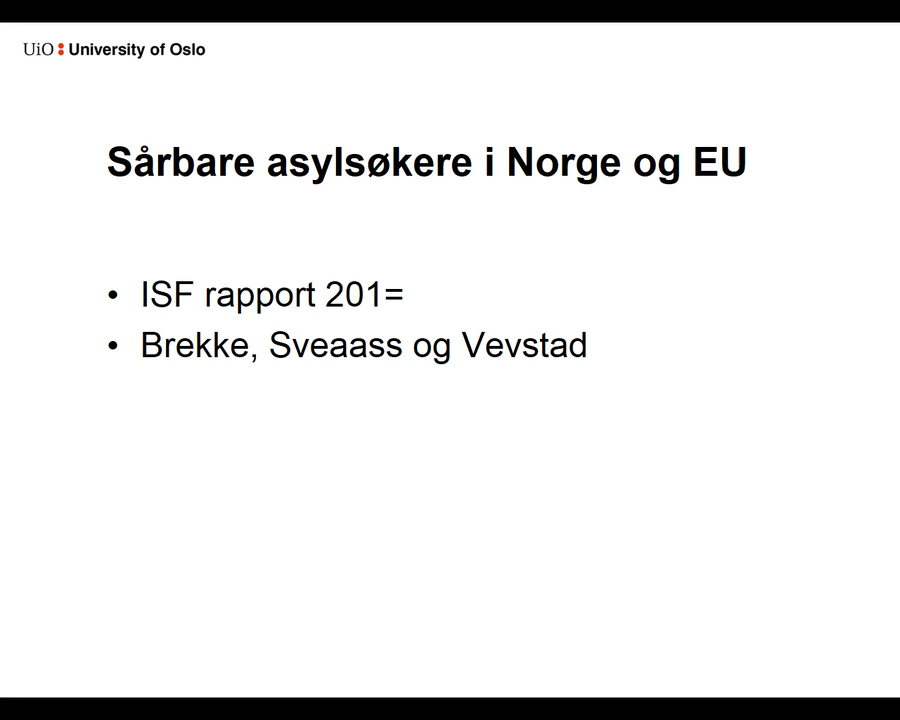 UiO : University of Oslo
Sårbare asylsøkere i Norge og EU
• ISF rapport 201=
• Brekke, Sveaass og Vevstad